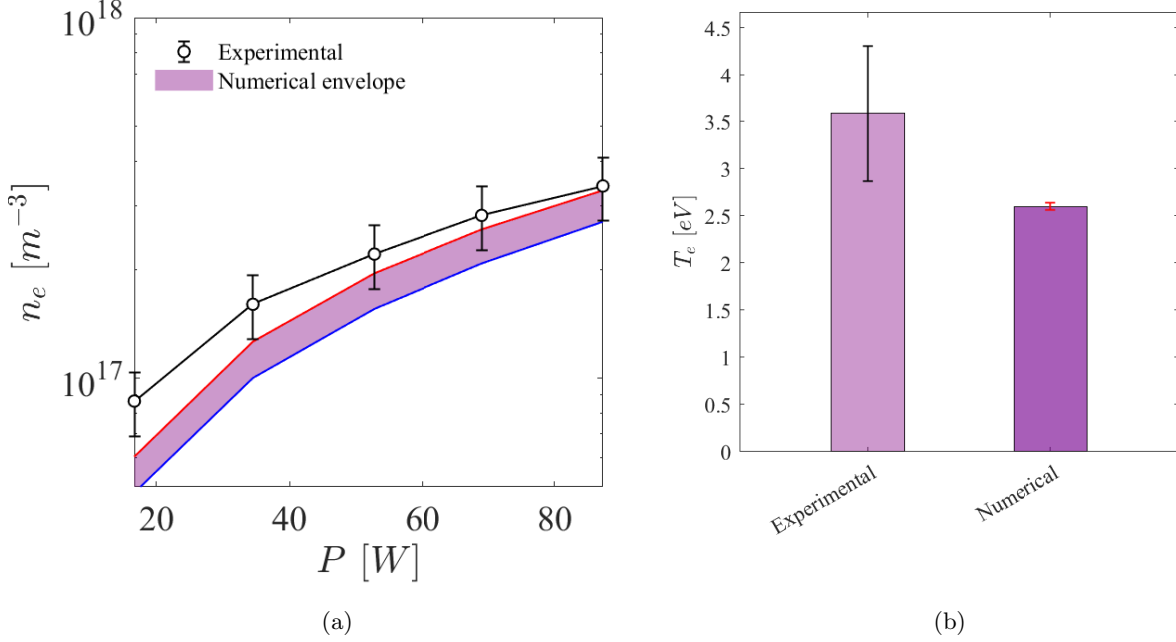 10^18
Experimental
Numerical envelope
10^17
n_e [m^−3]
20 40 60 80
P [W]
(a)
4.5
4
3.5
3
2.5
2
1.5
1
0.5
0
T_e [eV]
Experimental
Numerical
(b)